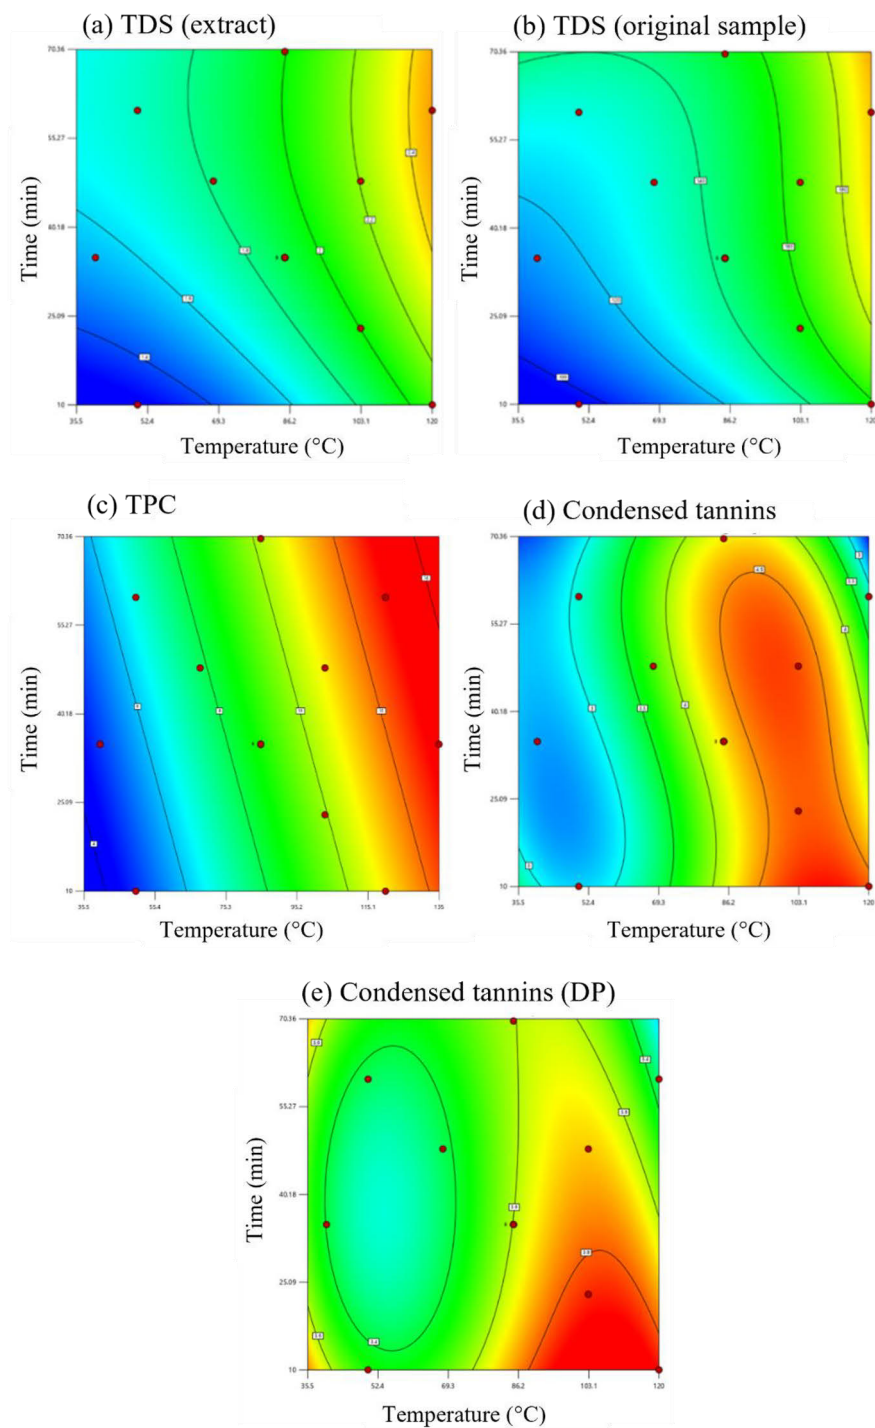 (a) TDS (extract)
(b) TDS (original sample)
70.36
55.27
40.18
25.09
10
Time (min)
35.5 52.4 69.3 86.2 103.1 120
Temperature (°C)
70.36
55.27
40.18
25.09
10
Time (min)
35.5 52.4 69.3 86.2 103.1 120
Temperature (°C)
(c) TPC
(d) Condensed tannins
70.36
55.27
40.18
25.09
10
Time (min)
35.5 55.4 75.3 95.2 115.1 135
Temperature (°C)
70.36
55.27
40.18
25.09
10
Time (min)
35.5 52.4 69.3 86.2 103.1 120
Temperature (°C)
(e) Condensed tannins (DP)
70.36
55.27
40.18
25.09
10
Time (min)
35.5 52.4 69.3 86.2 103.1 120
Temperature (°C)